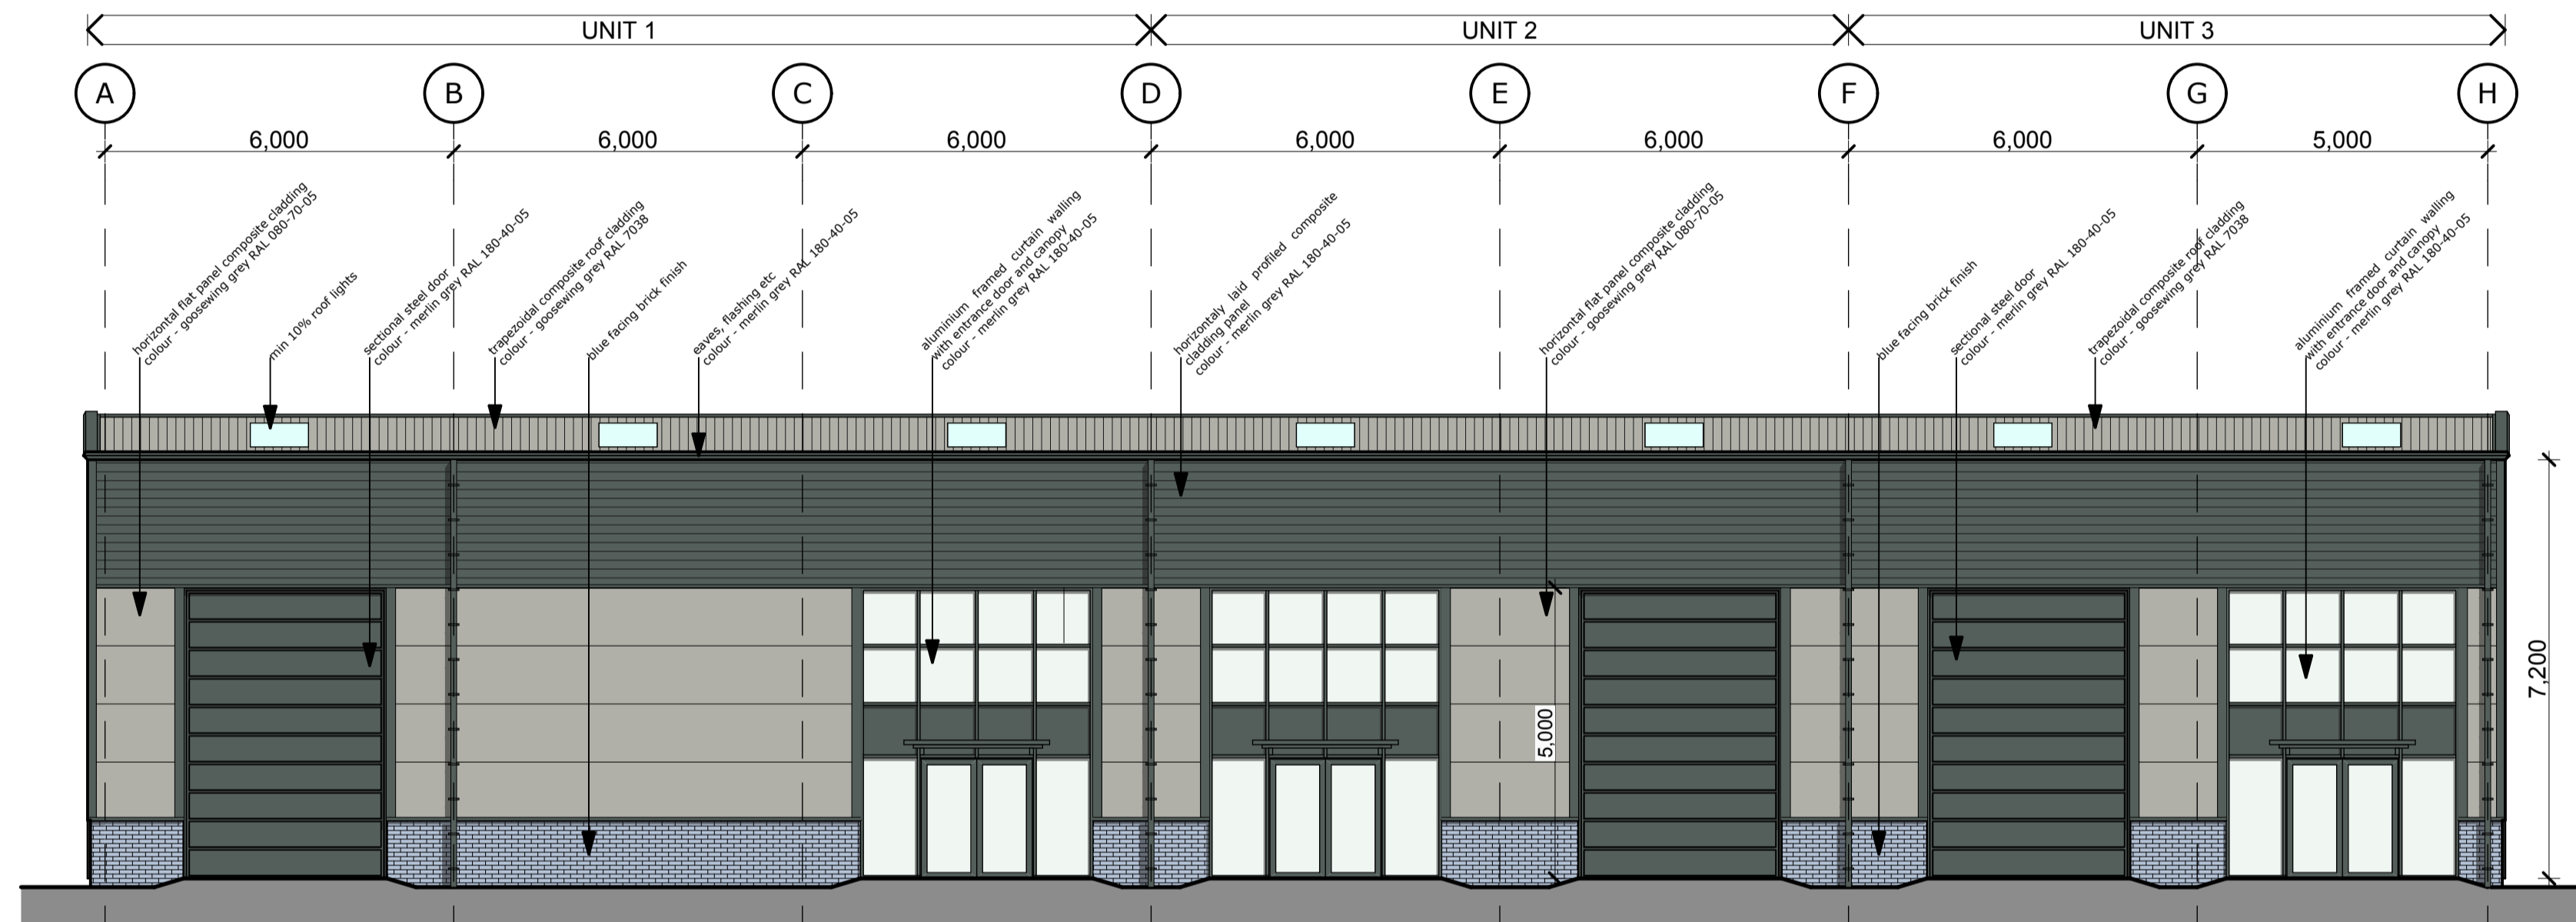 UNIT 1
UNIT 2
UNIT 3
A
B
C
D
E
F
G
H
6,000
6,000
6,000
6,000
6,000
6,000
5,000
horizontal flat panel composite cladding
colour - goosewing grey RAL 080-70-05
min 10% roof lights
sectional steel door
colour - merlin grey RAL 180-40-05
trapezoidal composite roof cladding
colour - goosewing grey RAL 7038
blue facing brick finish
eaves, flashing etc
colour - merlin grey RAL 180-40-05
aluminium framed curtain walling
with entrance door and canopy
colour - merlin grey RAL 180-40-05
horizontaly laid profiled composite
cladding panel
colour - merlin grey RAL 180-40-05
horizontal flat panel composite cladding
colour - goosewing grey RAL 080-70-05
blue facing brick finish
sectional steel door
colour - merlin grey RAL 180-40-05
trapezoidal composite roof cladding
colour - goosewing grey RAL 7038
aluminium framed curtain walling
with entrance door and canopy
colour - merlin grey RAL 180-40-05
5,000
7,200